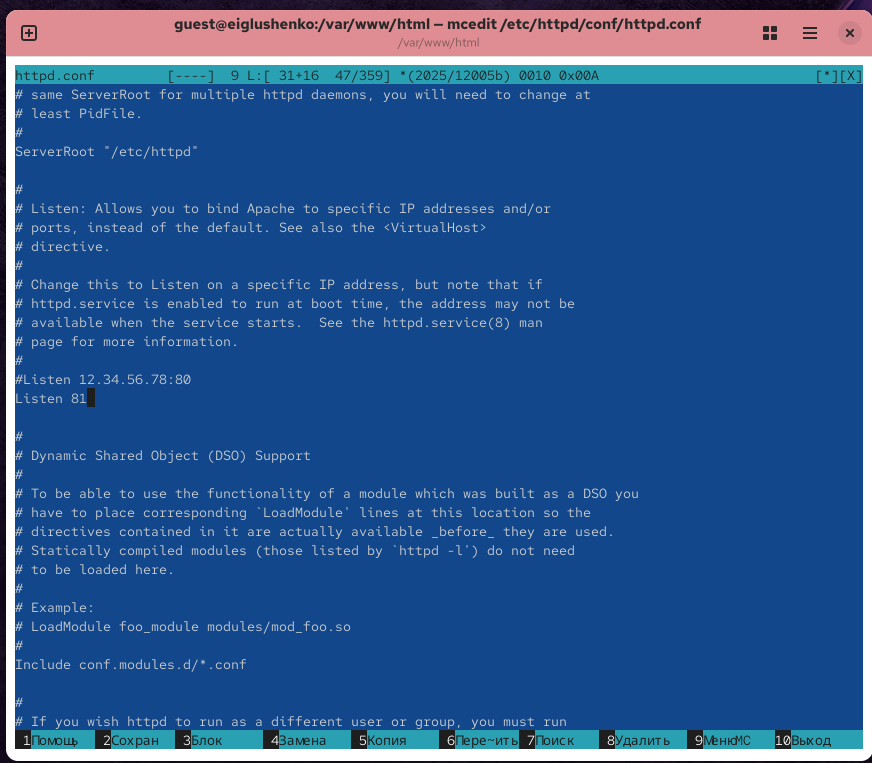 guest@eiglushenko:/var/www/html — mcedit /etc/httpd/conf/httpd.conf
/var/www/html
httpd.conf [----] 9 L:[ 31+16 47/359] *(2025/12005b) 0010 0x00A [*][X]
# same ServerRoot for multiple httpd daemons, you will need to change at
# least PidFile.
#
ServerRoot "/etc/httpd"
#
# Listen: Allows you to bind Apache to specific IP addresses and/or
# ports, instead of the default. See also the <VirtualHost>
# directive.
#
# Change this to Listen on a specific IP address, but note that if
# httpd.service is enabled to run at boot time, the address may not be
# available when the service starts.  See the httpd.service(8) man
# page for more information.
#
#Listen 12.34.56.78:80
Listen 81
#
# Dynamic Shared Object (DSO) Support
#
# To be able to use the functionality of a module which was built as a DSO you
# have to place corresponding `LoadModule' lines at this location so the
# directives contained in it are actually available _before_ they are used.
# Statically compiled modules (those listed by `httpd -l') do not need
# to be loaded here.
#
# Example:
# LoadModule foo_module modules/mod_foo.so
#
Include conf.modules.d/*.conf
#
# If you wish httpd to run as a different user or group, you must run
1Помощь 2Сохран 3Блок 4Замена 5Копия 6Пере~ить 7Поиск 8Удалить 9МенюMC 10Выход